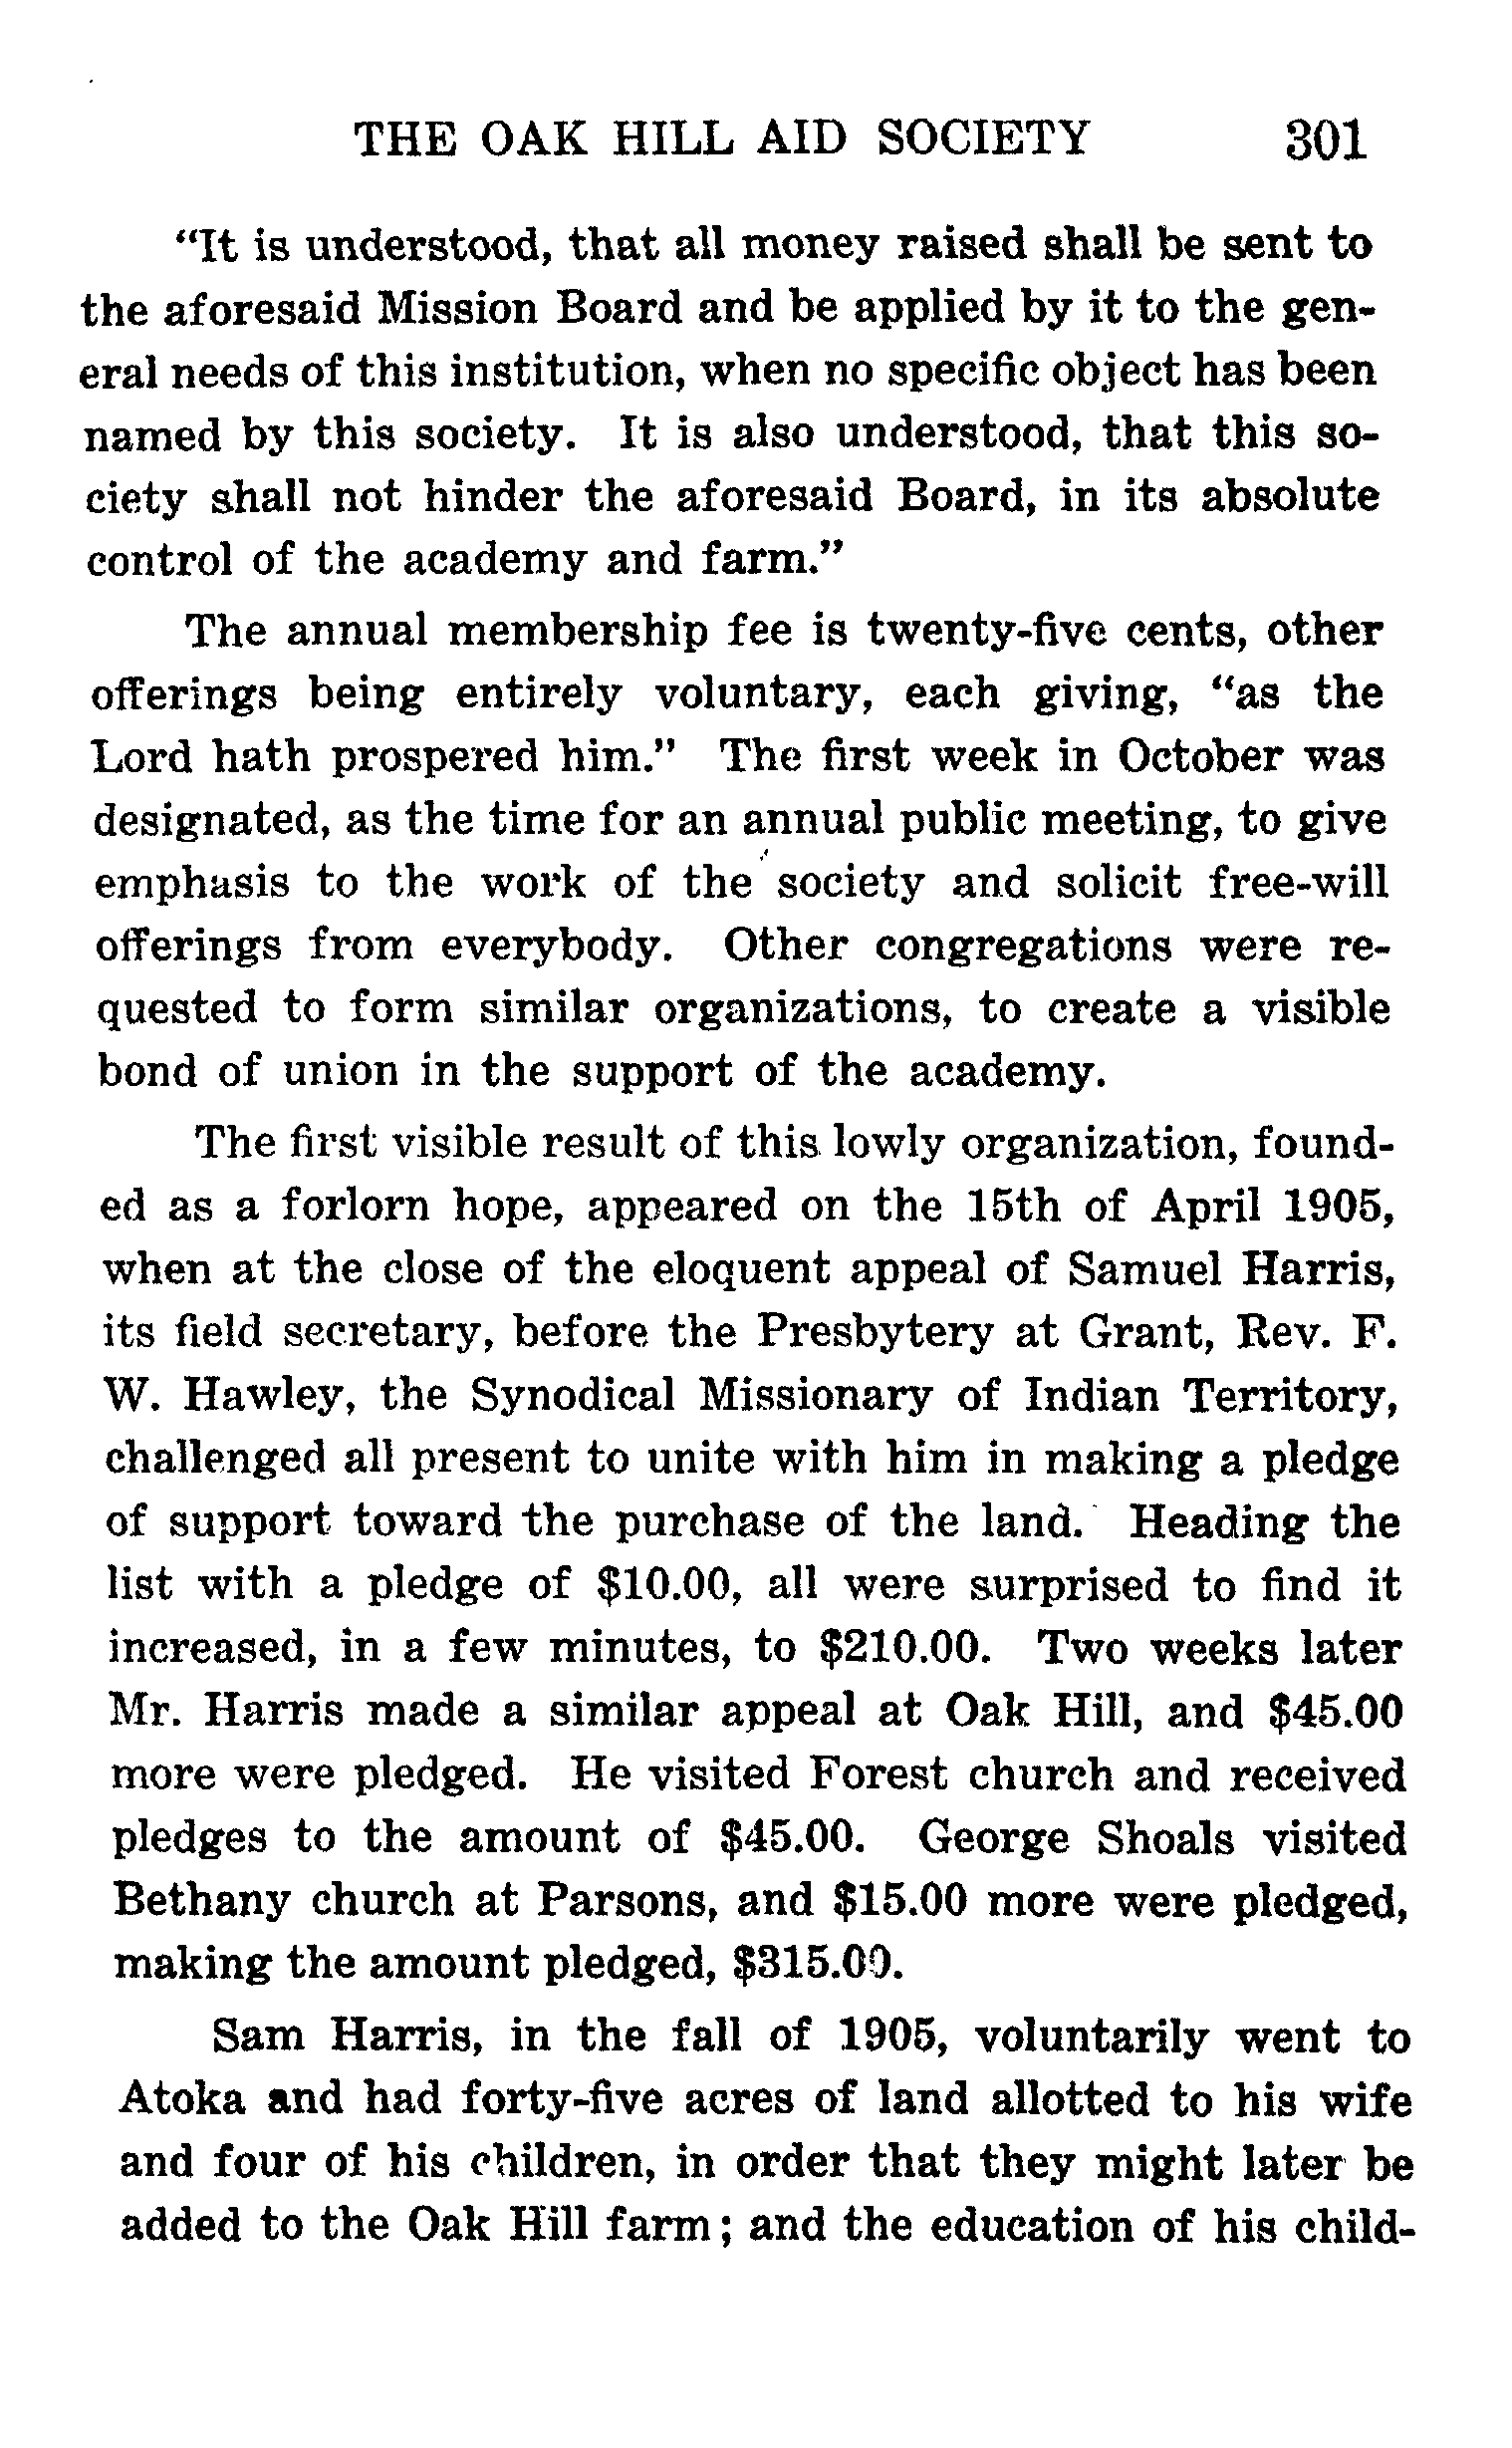 THE OAK HILL AID SOCIETY 301
"It is understood, that all money raised shall be sent to
the aforesaid Mission Board and be applied by it to the gen-
eral needs of this institution, when no specific object has been
named by this society. It is also understood, that this so-
ciety shall not hinder the aforesaid Board, in its absolute
control of the academy and farm."
The annual membership fee is twenty-five cents, other
offerings being entirely voluntary, each giving, "as the
Lord hath prospered him." The first week in October was
designated, as the time for an annual public meeting, to give
emphasis to the work of the society and solicit free-will
offerings from everybody. Other congregations were re-
quested to form similar organizations, to create a visible
bond of union in the support of the academy.
The first visible result of this lowly organization, found-
ed as a forlorn hope, appeared on the 15th of April 1905,
when at the close of the eloquent appeal of Samuel Harris,
its field secretary, before the Presbytery at Grant, Rev. F.
W. Hawley, the Synodical Missionary of Indian Territory,
challenged all present to unite with him in making a pledge
of support toward the purchase of the land. Heading the
list with a pledge of $10.00, all were surprised to find it
increased, in a few minutes, to $210.00. Two weeks later
Mr. Harris made a similar appeal at Oak Hill, and $45.00
more were pledged. He visited Forest church and received
pledges to the amount of $45.00. George Shoals visited
Bethany church at Parsons, and $15.00 more were pledged,
making the amount pledged, $315.00.
Sam Harris, in the fall of 1905, voluntarily went to
Atoka and had forty-five acres of land allotted to his wife
and four of his children, in order that they might later be
added to the Oak Hill farm; and the education of his child-